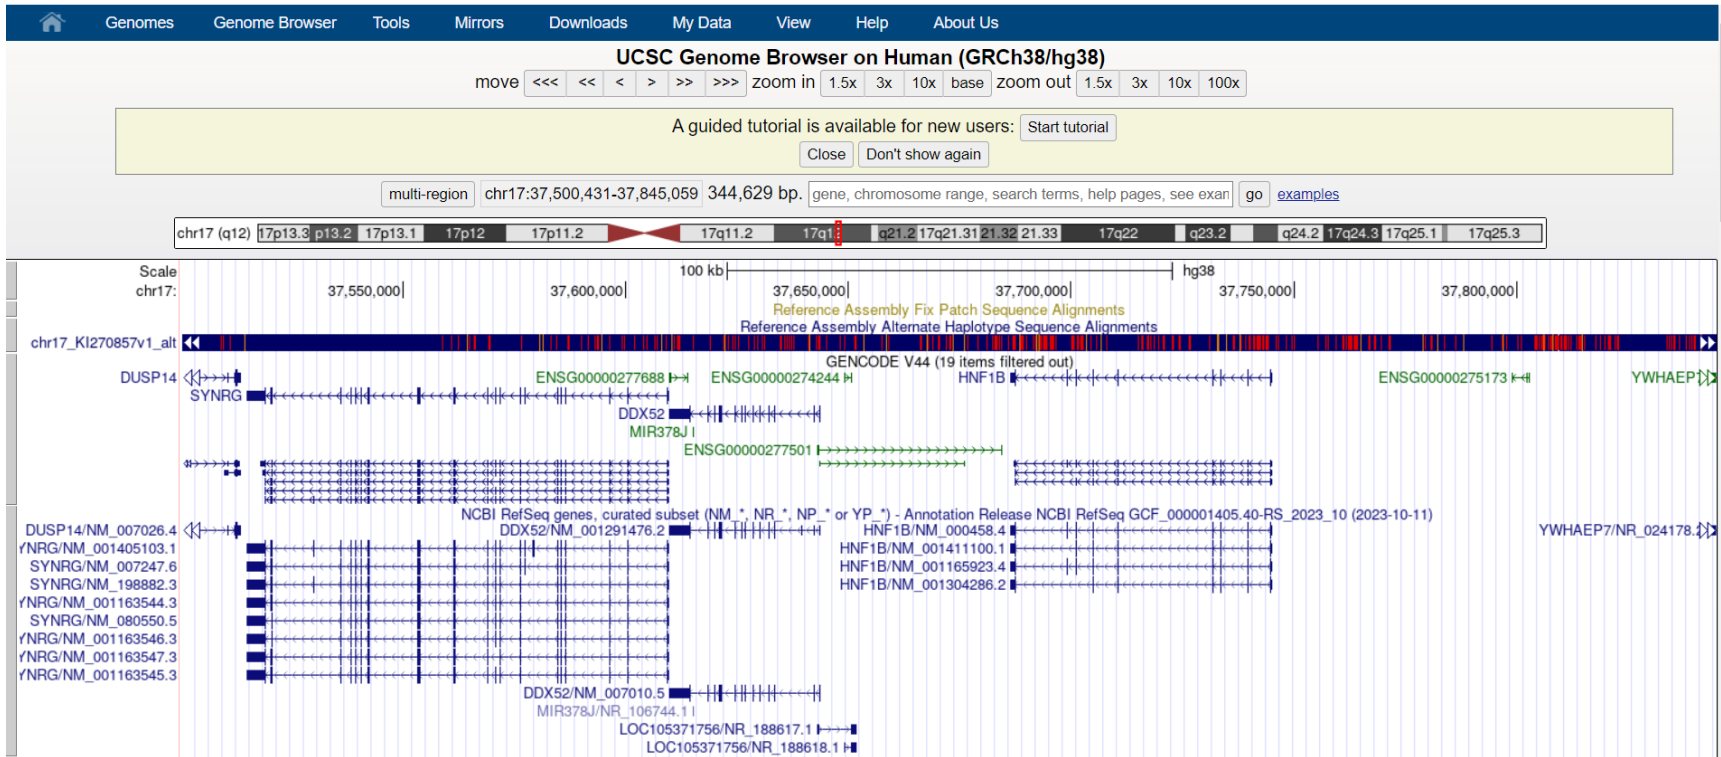 Genomes Genome Browser Tools Mirrors Downloads My Data View Help About Us
UCSC Genome Browser on Human (GRCh38/hg38)
move <<< << < > >> >>> zoom in 1.5x 3x 10x base zoom out 1.5x 3x 10x 100x
A guided tutorial is available for new users: Start tutorial
Close Don't show again
multi-region chr17:37,500,431-37,845,059 344,629 bp. gene, chromosome range, search terms, help pages, see exan go examples
chr17 (q12) 17p13.3 p13.2 17p13.1 17p12 17p11.2 17q11.2 17q1 q21.2 17q21.31 21.32 21.33 17q22 q23.2 q24.2 17q24.3 17q25.1 17q25.3
Scale 100 kb hg38
chr17: 37,550,000 37,600,000 37,650,000 37,700,000 37,750,000 37,800,000
Reference Assembly Fix Patch Sequence Alignments
Reference Assembly Alternate Haplotype Sequence Alignments
chr17_KI270857v1_alt
GENCODE V44 (19 items filtered out)
DUSP14 ENSG00000277688 ENSG00000274244 HNF1B ENSG00000275173 YWHAEP
SYNRG
DDX52
MIR378J
ENSG00000277501
NCBI RefSeq genes, curated subset (NM_*, NR_*, NP_* or YP_*) - Annotation Release NCBI RefSeq GCF_000001405.40-RS_2023_10 (2023-10-11)
DUSP14/NM_007026.4 DDX52/NM_001291476.2 HNF1B/NM_000458.4 YWHAEP7/NR_024178.
YNRG/NM_001405103.1 HNF1B/NM_001411100.1
SYNRG/NM_007247.6 HNF1B/NM_001165923.4
SYNRG/NM_198882.3 HNF1B/NM_001304286.2
YNRG/NM_001163544.3
SYNRG/NM_080550.5
YNRG/NM_001163546.3
YNRG/NM_001163547.3
YNRG/NM_001163545.3
DDX52/NM_007010.5
MIR378J/NR_106744.1
LOC105371756/NR_188617.1
LOC105371756/NR_188618.1